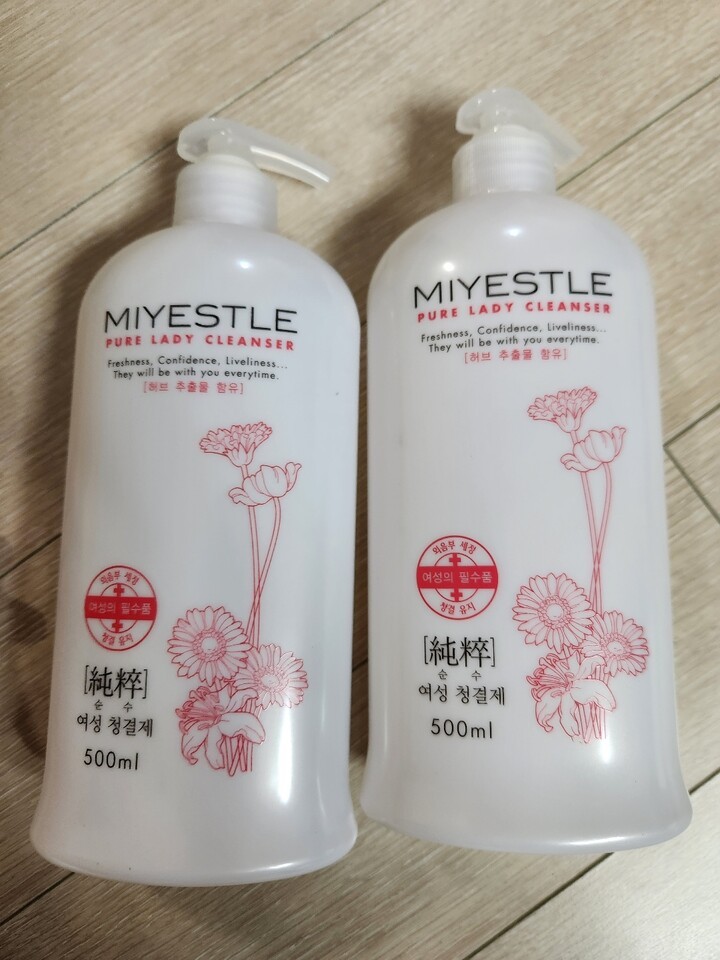 MIYESTLE
PURE LADY CLEANSER
Freshness, Confidence, Liveliness...
They will be with you everytime.
[허브 추출물 함유]
외음부 세정
여성의 필수품
청결 유지
[純粹]
순수
여성 청결제
500ml
MIYESTLE
PURE LADY CLEANSER
Freshness, Confidence, Liveliness...
They will be with you everytime.
[허브 추출물 함유]
외음부 세정
여성의 필수품
청결 유지
[純粹]
순수
여성 청결제
500ml